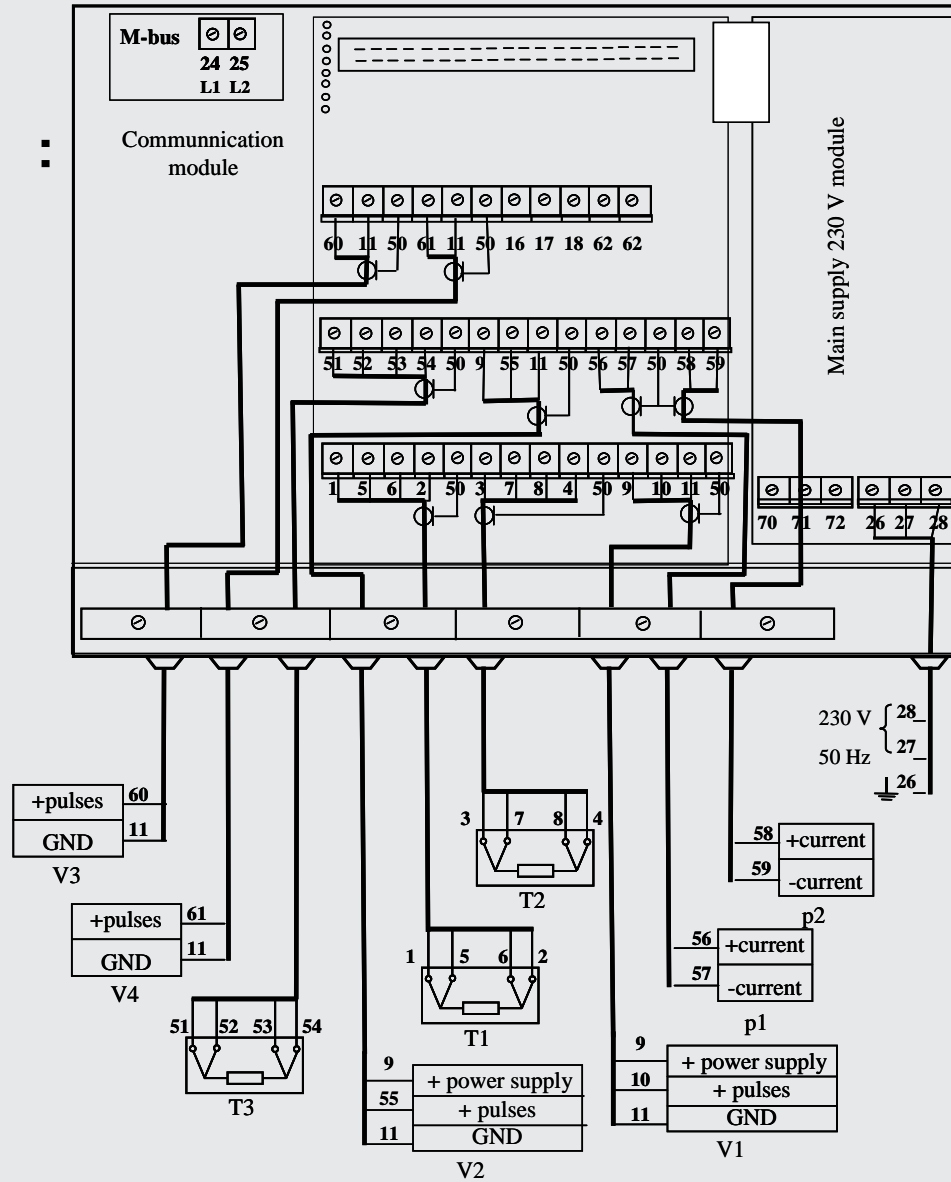 M-bus
24 25
L1 L2
Communnication
module
Main supply 230 V module
60 11 50 61 11 50 16 17 18 62 62
51 52 53 54 50 9 55 11 50 56 57 50 58 59
1 5 6 2 50 3 7 8 4 50 9 10 11 50
70 71 72 26 27 28
230 V 28
27
50 Hz
26
+pulses 60
GND 11
V3
3 7 8 4
T2
58 +current
59 -current
p2
+pulses 61
GND 11
V4
1 5 6 2
T1
56 +current
57 -current
p1
51 52 53 54
T3
9 + power supply
55 + pulses
11 GND
V2
9 + power supply
10 + pulses
11 GND
V1